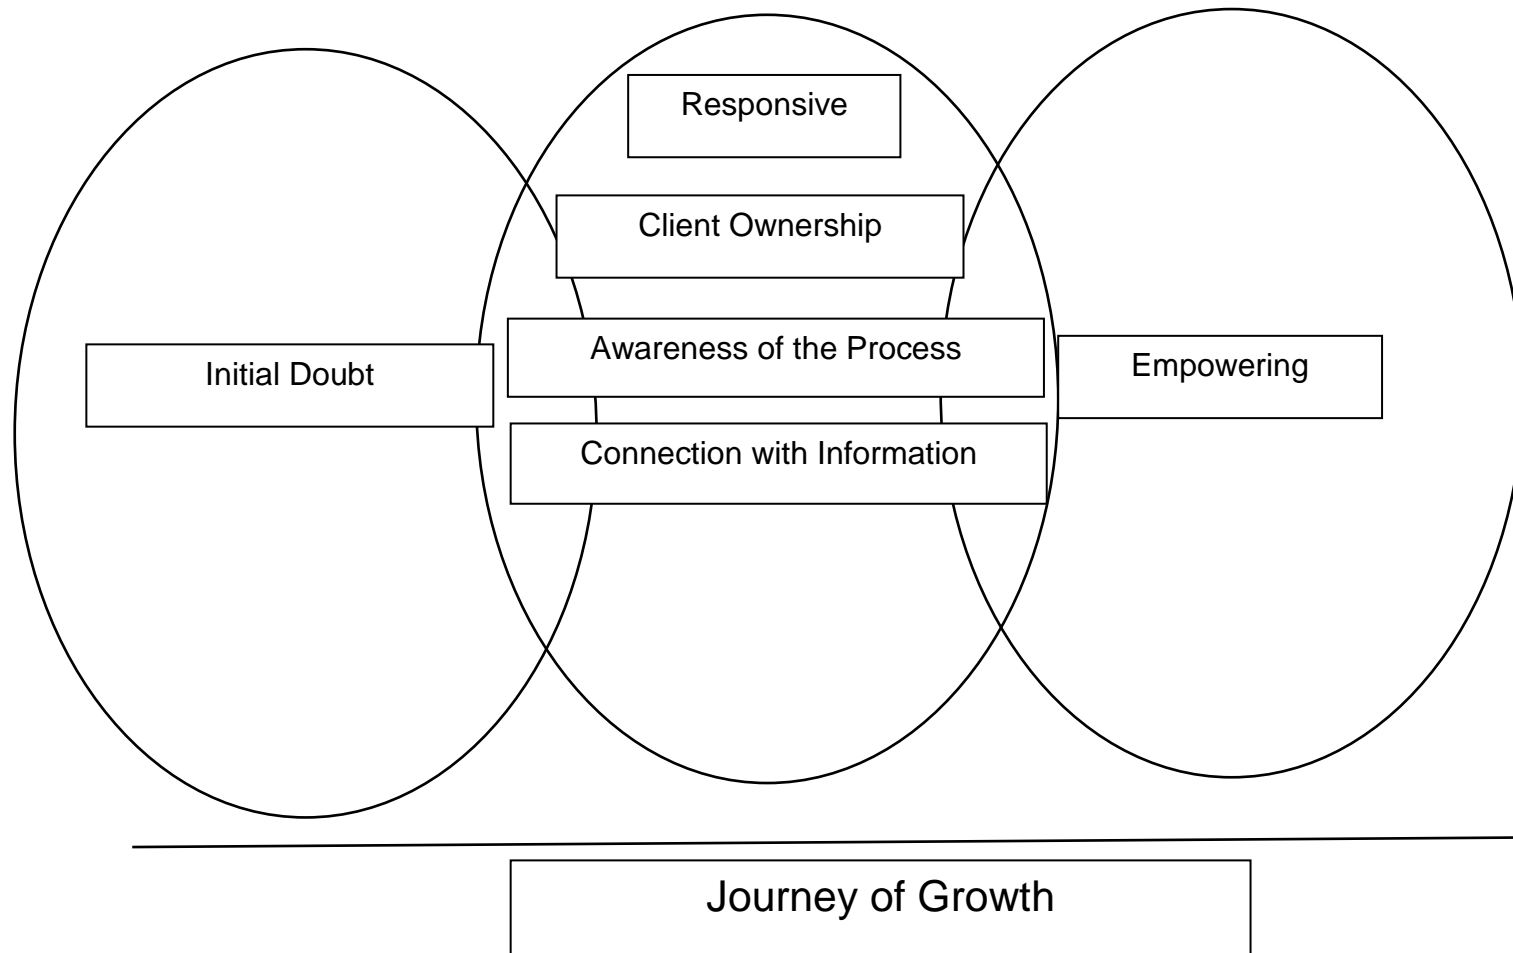 Responsive
Client Ownership
Awareness of the Process
Initial Doubt
Empowering
Connection with Information
Journey of Growth